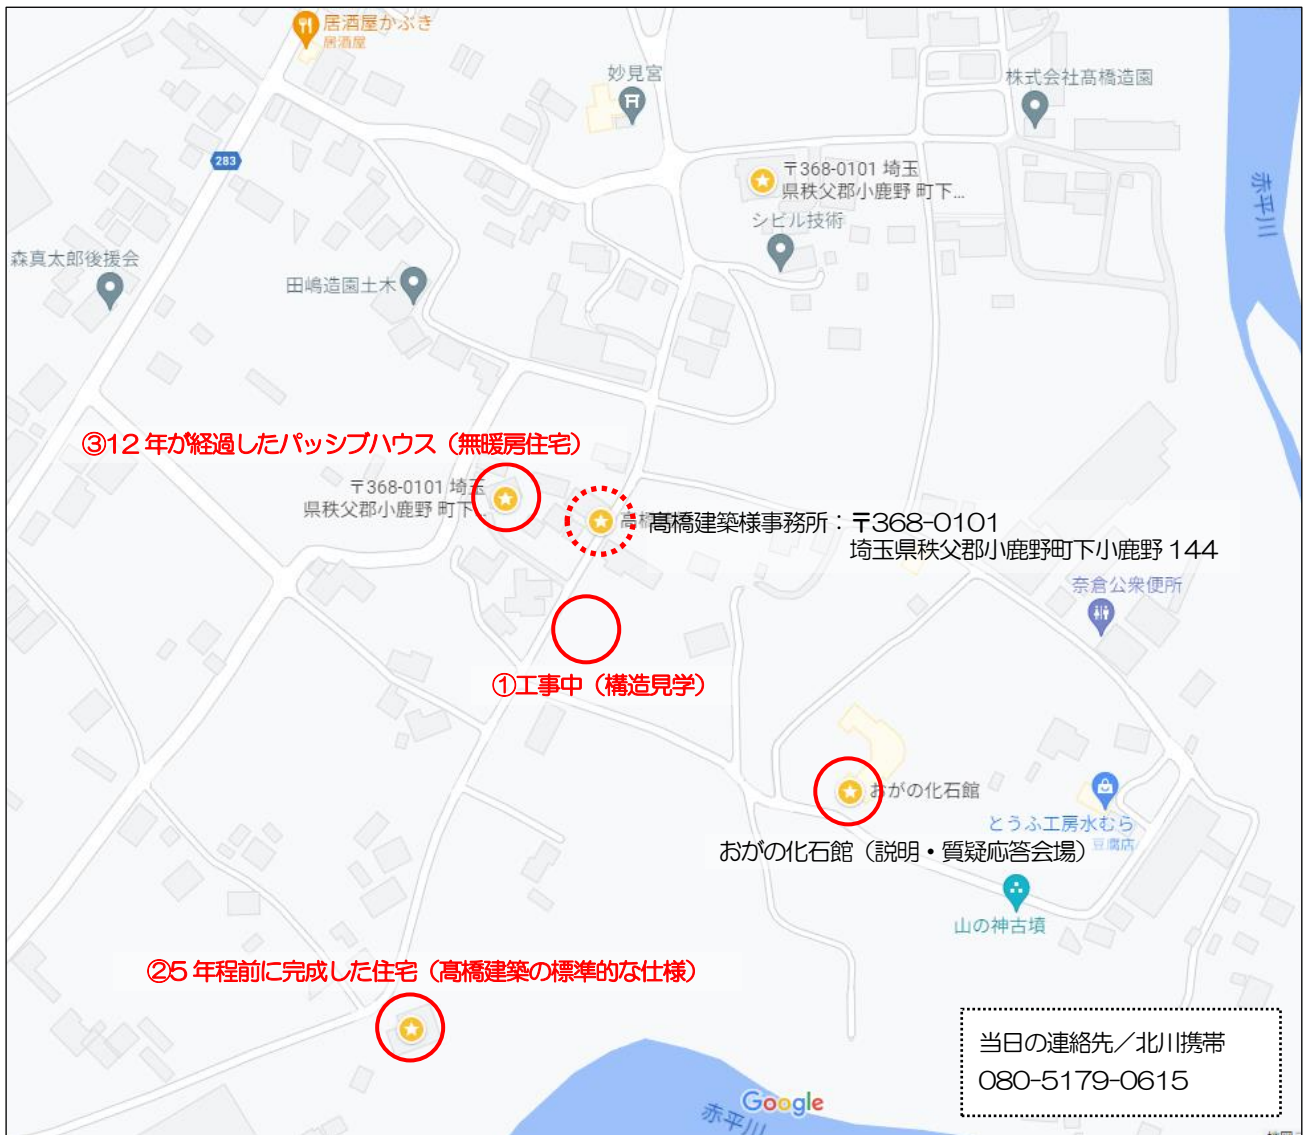 居酒屋かぶき
居酒屋
妙見宮
株式会社髙橋造園
283
〒368-0101 埼玉
県秩父郡小鹿野 町下...
赤平川
シビル技術
森真太郎後援会
田嶋造園土木
③12 年が経過したパッシブハウス（無暖房住宅）
〒368-0101 埼玉
県秩父郡小鹿野 町下
高橋建築様事務所：〒368-0101
埼玉県秩父郡小鹿野町下小鹿野 144
奈倉公衆便所
①工事中（構造見学）
おがの化石館
とうふ工房水むら
豆腐店
おがの化石館（説明・質疑応答会場）
山の神古墳
②5 年程前に完成した住宅（高橋建築の標準的な仕様）
当日の連絡先／北川携帯
080-5179-0615
Google
赤平川